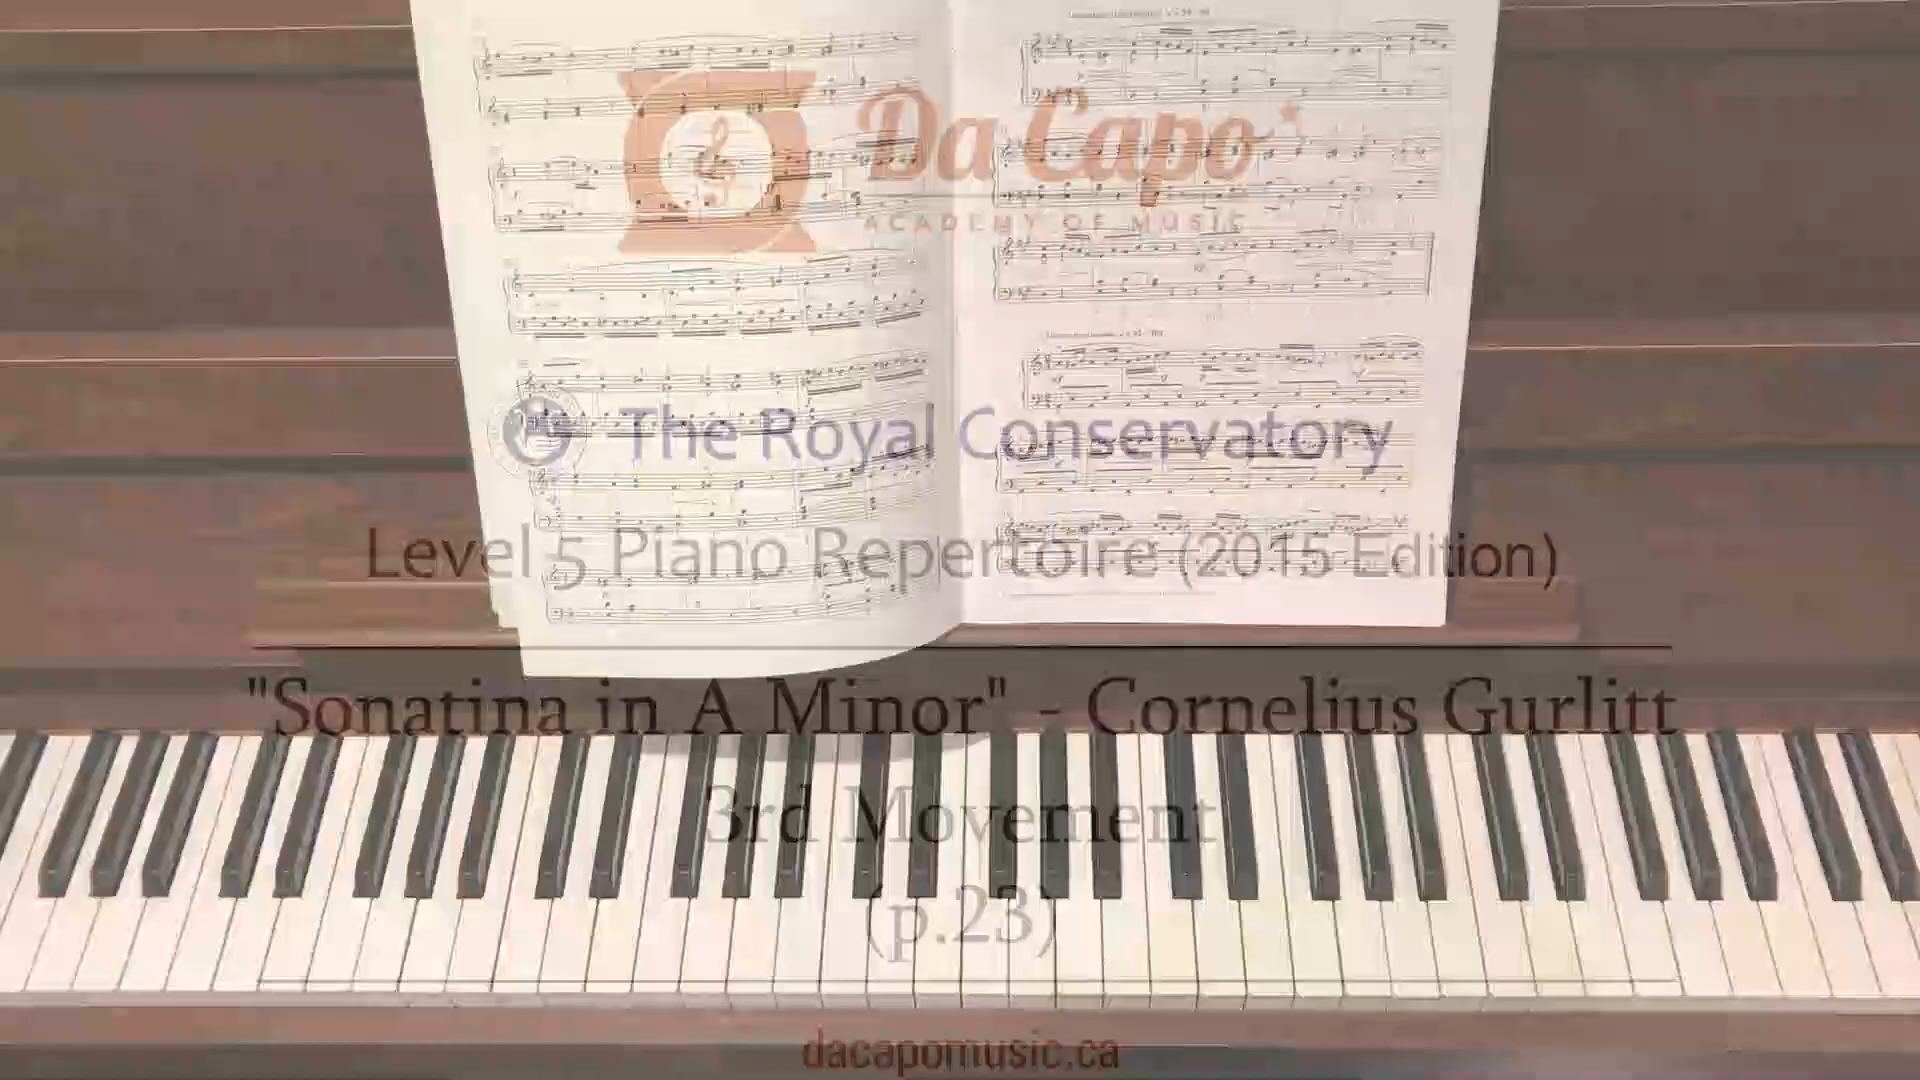 Da Capo
ACADEMY OF MUSIC
The Royal Conservatory
Level 5 Piano Repertoire (2015 Edition)
"Sonatina in A Minor" - Cornelius Gurlitt
3rd Movement
(p.23)
dacapomusic.ca